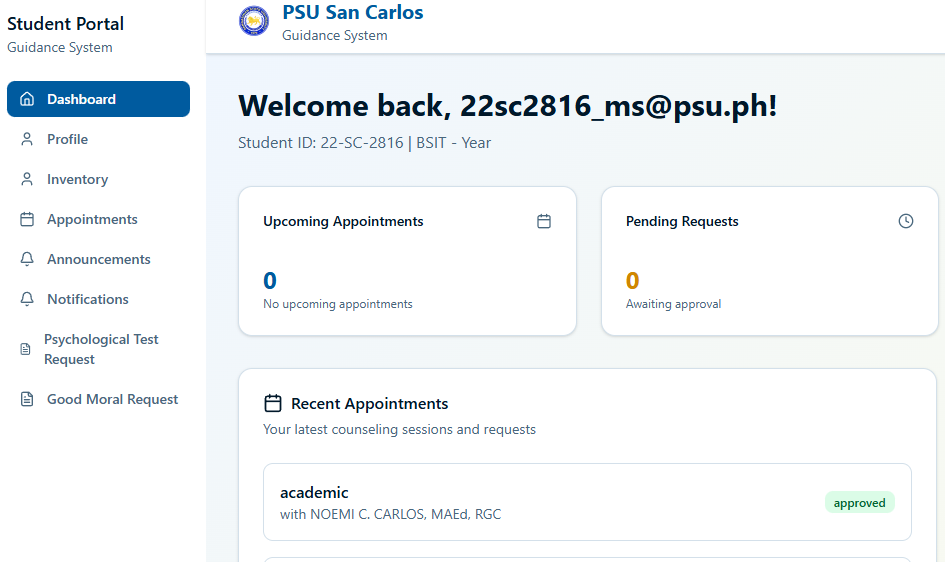 Student Portal
Guidance System
Dashboard
Profile
Inventory
Appointments
Announcements
Notifications
Psychological Test
Request
Good Moral Request
PSU San Carlos
Guidance System
Welcome back, 22sc2816_ms@psu.ph!
Student ID: 22-SC-2816 | BSIT - Year
Upcoming Appointments
0
No upcoming appointments
Pending Requests
0
Awaiting approval
Recent Appointments
Your latest counseling sessions and requests
academic
with NOEMI C. CARLOS, MAEd, RGC
approved